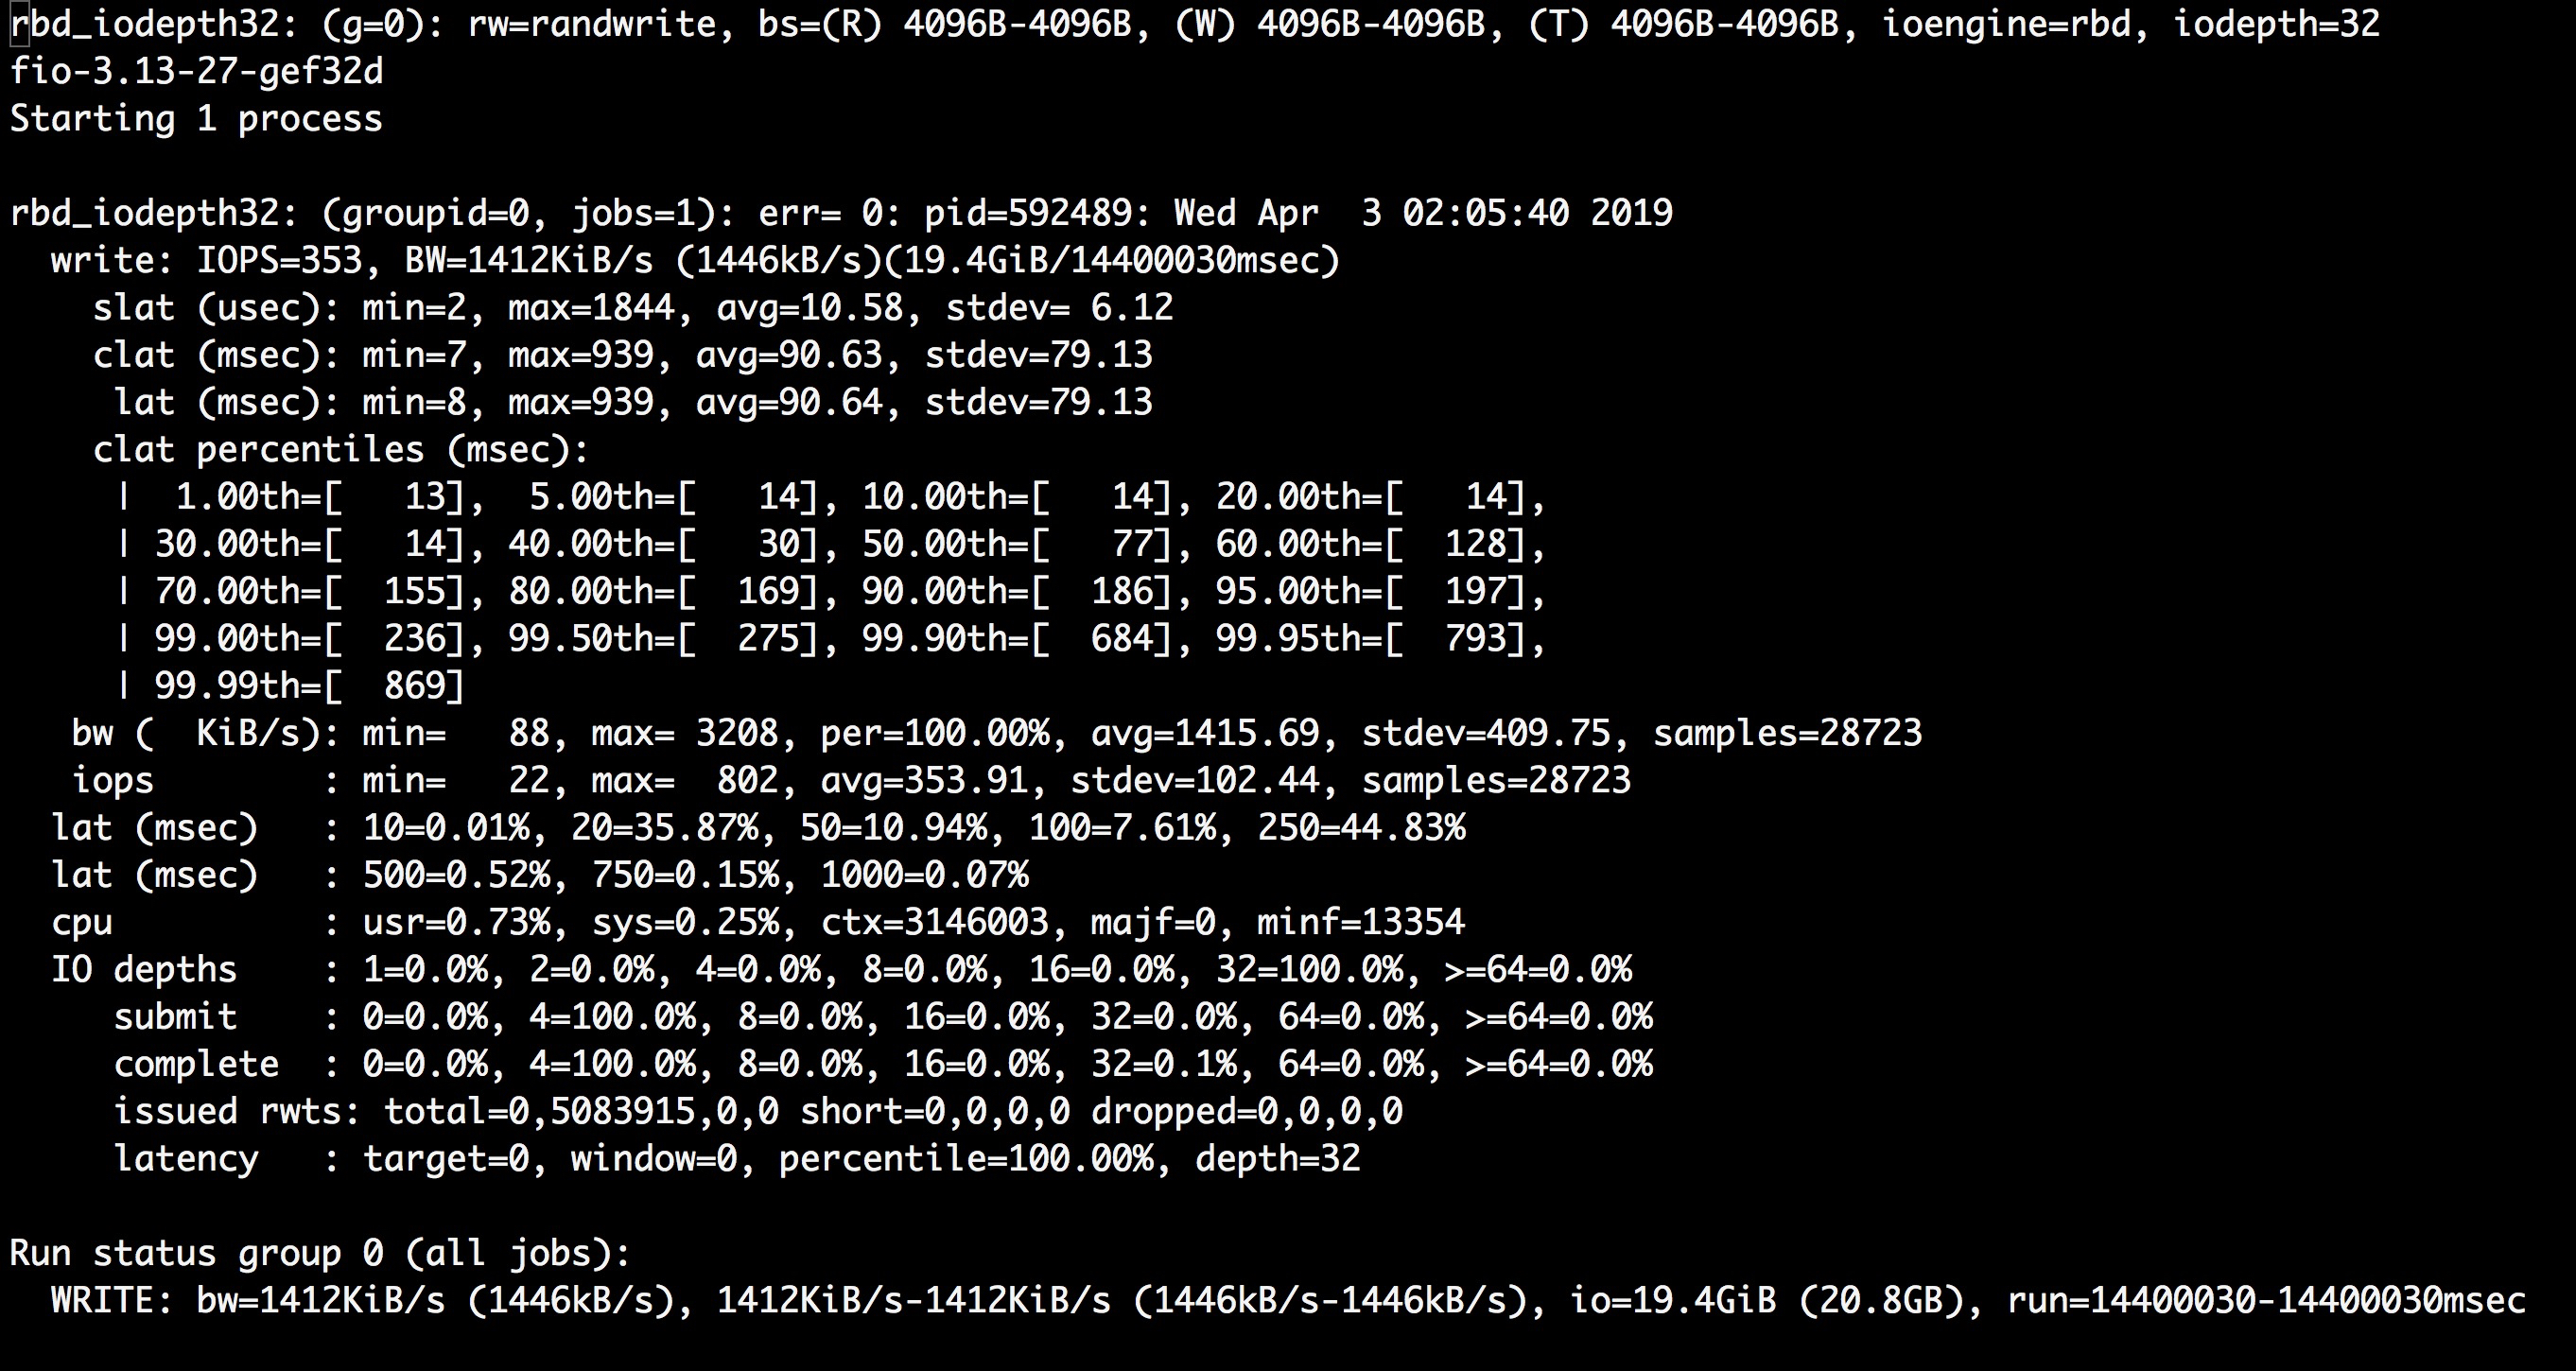 rbd_iodepth32: (g=0): rw=randwrite, bs=(R) 4096B-4096B, (W) 4096B-4096B, (T) 4096B-4096B, ioengine=rbd, iodepth=32
fio-3.13-27-gef32d
Starting 1 process

rbd_iodepth32: (groupid=0, jobs=1): err= 0: pid=592489: Wed Apr  3 02:05:40 2019
  write: IOPS=353, BW=1412KiB/s (1446kB/s)(19.4GiB/14400030msec)
    slat (usec): min=2, max=1844, avg=10.58, stdev= 6.12
    clat (msec): min=7, max=939, avg=90.63, stdev=79.13
     lat (msec): min=8, max=939, avg=90.64, stdev=79.13
    clat percentiles (msec):
     |  1.00th=[   13],  5.00th=[   14], 10.00th=[   14], 20.00th=[   14],
     | 30.00th=[   14], 40.00th=[   30], 50.00th=[   77], 60.00th=[  128],
     | 70.00th=[  155], 80.00th=[  169], 90.00th=[  186], 95.00th=[  197],
     | 99.00th=[  236], 99.50th=[  275], 99.90th=[  684], 99.95th=[  793],
     | 99.99th=[  869]
   bw (  KiB/s): min=   88, max= 3208, per=100.00%, avg=1415.69, stdev=409.75, samples=28723
   iops        : min=   22, max=  802, avg=353.91, stdev=102.44, samples=28723
  lat (msec)   : 10=0.01%, 20=35.87%, 50=10.94%, 100=7.61%, 250=44.83%
  lat (msec)   : 500=0.52%, 750=0.15%, 1000=0.07%
  cpu          : usr=0.73%, sys=0.25%, ctx=3146003, majf=0, minf=13354
  IO depths    : 1=0.0%, 2=0.0%, 4=0.0%, 8=0.0%, 16=0.0%, 32=100.0%, >=64=0.0%
     submit    : 0=0.0%, 4=100.0%, 8=0.0%, 16=0.0%, 32=0.0%, 64=0.0%, >=64=0.0%
     complete  : 0=0.0%, 4=100.0%, 8=0.0%, 16=0.0%, 32=0.1%, 64=0.0%, >=64=0.0%
     issued rwts: total=0,5083915,0,0 short=0,0,0,0 dropped=0,0,0,0
     latency   : target=0, window=0, percentile=100.00%, depth=32

Run status group 0 (all jobs):
  WRITE: bw=1412KiB/s (1446kB/s), 1412KiB/s-1412KiB/s (1446kB/s-1446kB/s), io=19.4GiB (20.8GB), run=14400030-14400030msec